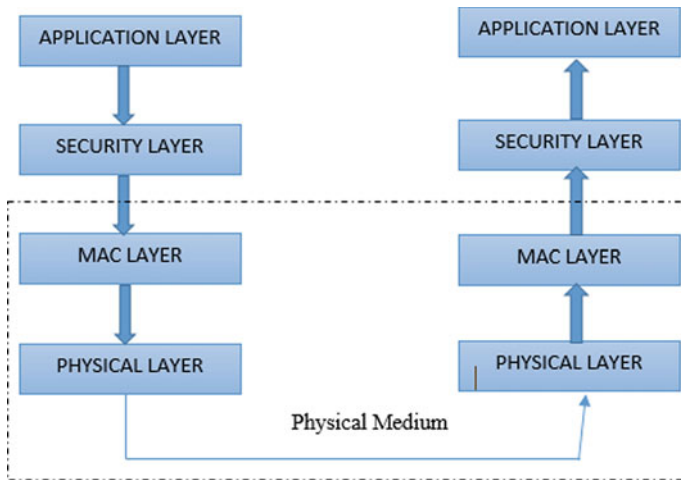 APPLICATION LAYER
SECURITY LAYER
MAC LAYER
PHYSICAL LAYER
Physical Medium
APPLICATION LAYER
SECURITY LAYER
MAC LAYER
PHYSICAL LAYER